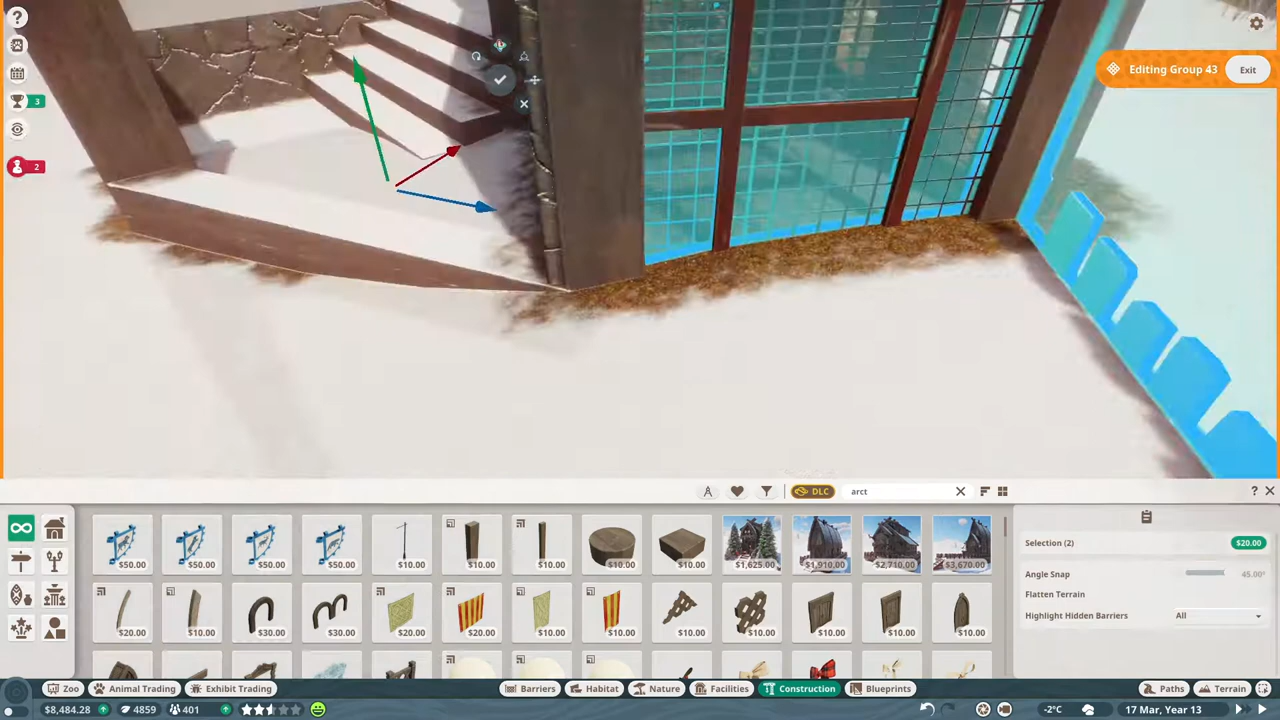 ?
3
2
Editing Group 43 Exit
DLC arct
? 
$50.00 $50.00 $50.00 $50.00 $10.00 $10.00 $10.00 $10.00 $10.00 $1,625.00 $1,910.00 $2,710.00 $3,670.00
$20.00 $10.00 $30.00 $30.00 $20.00 $20.00 $10.00 $10.00 $10.00 $10.00 $10.00 $10.00 $10.00
Selection (2) $20.00
Angle Snap 45.00°
Flatten Terrain
Highlight Hidden Barriers All
Zoo Animal Trading Exhibit Trading Barriers Habitat Nature Facilities Construction Blueprints Paths Terrain
$8,484.28 4859 401 -2°C 17 Mar, Year 13